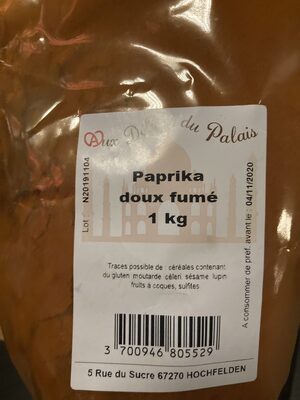 Aux Délices du Palais
Paprika
doux fumé
1 kg
Lot : N20191104
A consommer de pref. avant le : 04/11/2020
Traces possible de : céréales contenant
du gluten moutarde céleri sésame lupin
fruits à coques, sulfites
3 700946 805529
5 Rue du Sucre 67270 HOCHFELDEN